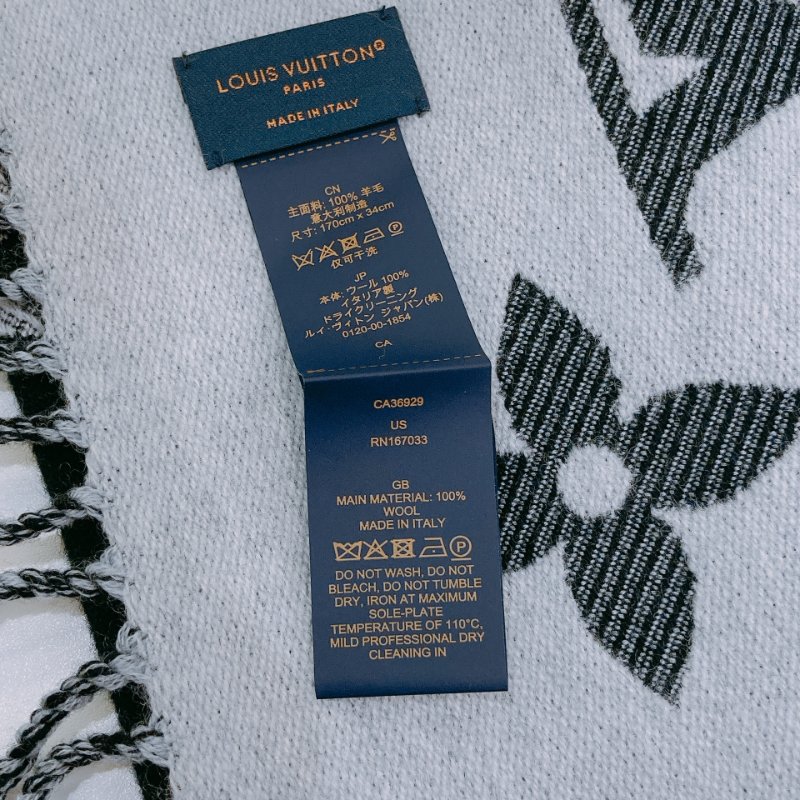 LOUIS VUITTON®
PARIS
MADE IN ITALY
CN
主面料: 100% 羊毛
意大利制造
尺寸: 170cm x 34cm
仅可干洗
JP
本体: ウール 100%
イタリア製
ドライクリーニング
ルイ・ヴィトン ジャパン(株)
0120-00-1854
CA
CA36929
US
RN167033
GB
MAIN MATERIAL: 100%
WOOL
MADE IN ITALY
P
DO NOT WASH, DO NOT
BLEACH, DO NOT TUMBLE
DRY, IRON AT MAXIMUM
SOLE-PLATE
TEMPERATURE OF 110°C,
MILD PROFESSIONAL DRY
CLEANING IN